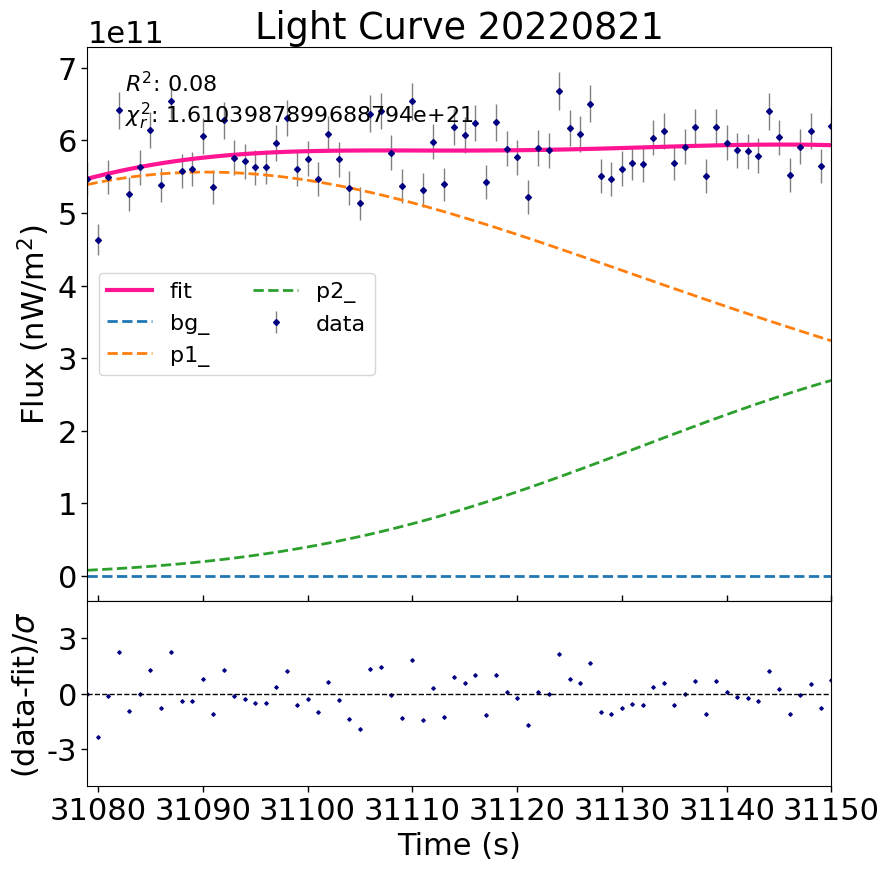 Light Curve 20220821
1e11
R²: 0.08
χ²ᵣ: 1.6103987899688794e+21
7
6
5
4
3
2
1
0
Flux (nW/m²)
fit
bg_
p1_
p2_
data
3
0
-3
(data-fit)/σ
31080 31090 31100 31110 31120 31130 31140 31150
Time (s)